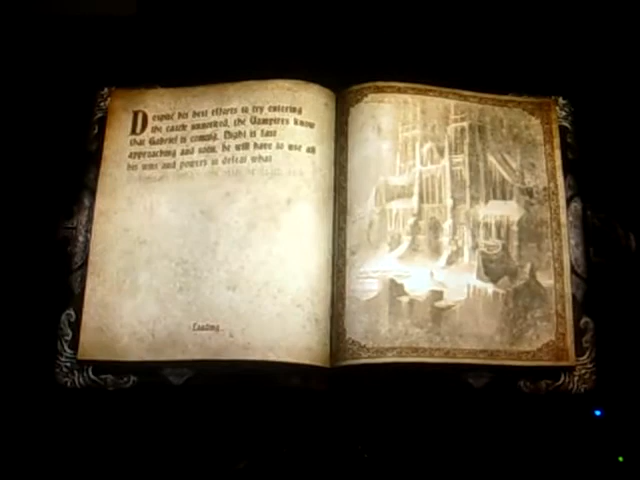 Despite his best efforts to try entering
the castle unnoticed, the Vampires know
that Gabriel is coming. Night is fast
approaching and soon, he will have to use all
his wits and powers to defeat what
Loading...